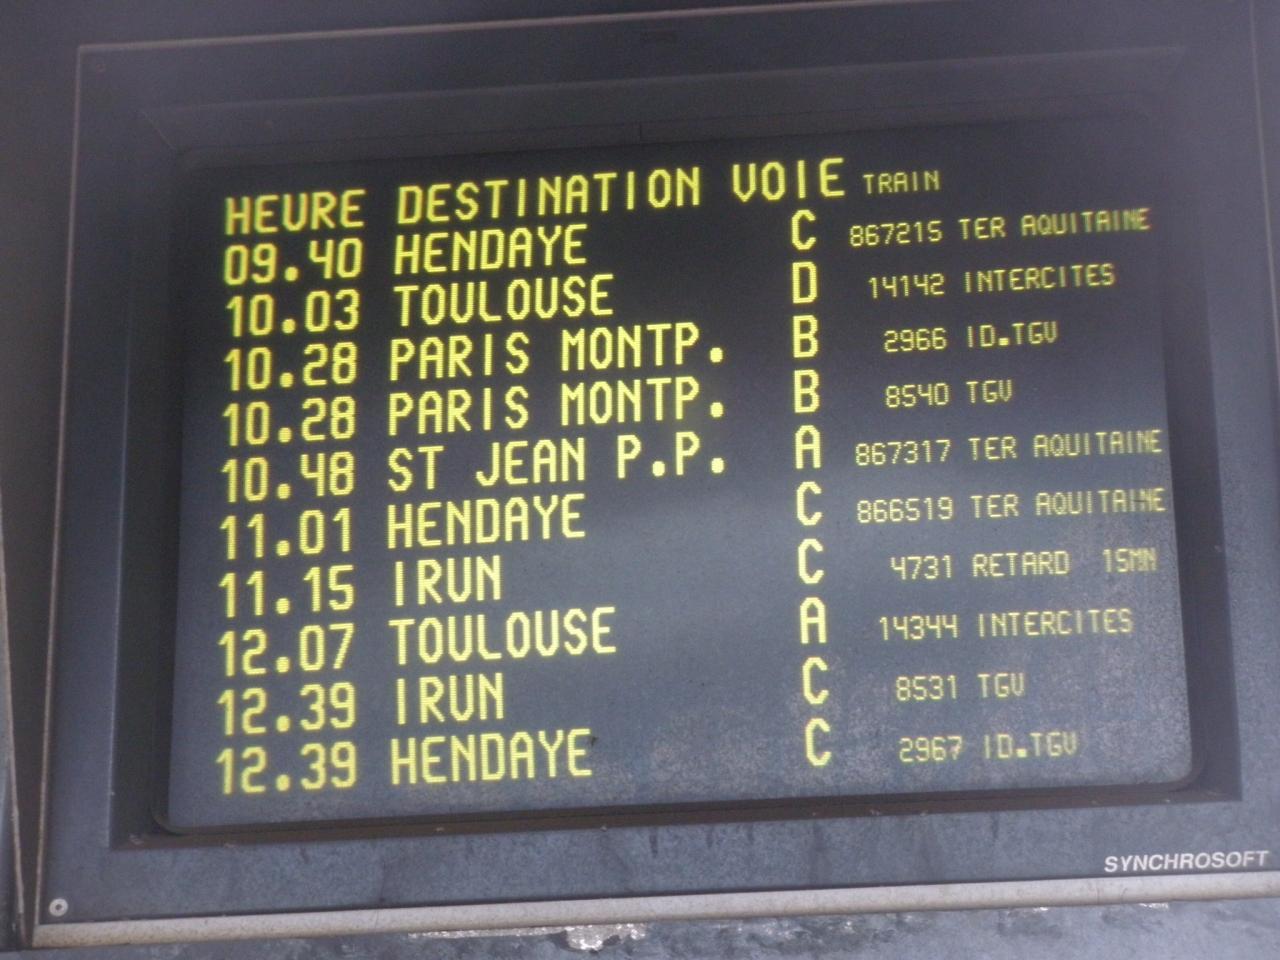 HEURE DESTINATION VOIE TRAIN
09.40 HENDAYE C 867215 TER AQUITAINE
10.03 TOULOUSE D 14142 INTERCITES
10.28 PARIS MONTP. B 2966 ID.TGV
10.28 PARIS MONTP. B 8540 TGV
10.48 ST JEAN P.P. A 867317 TER AQUITAINE
11.01 HENDAYE C 866519 TER AQUITAINE
11.15 IRUN C 4731 RETARD 15MN
12.07 TOULOUSE A 14344 INTERCITES
12.39 IRUN C 8531 TGV
12.39 HENDAYE C 2967 ID.TGV
SYNCHROSOFT